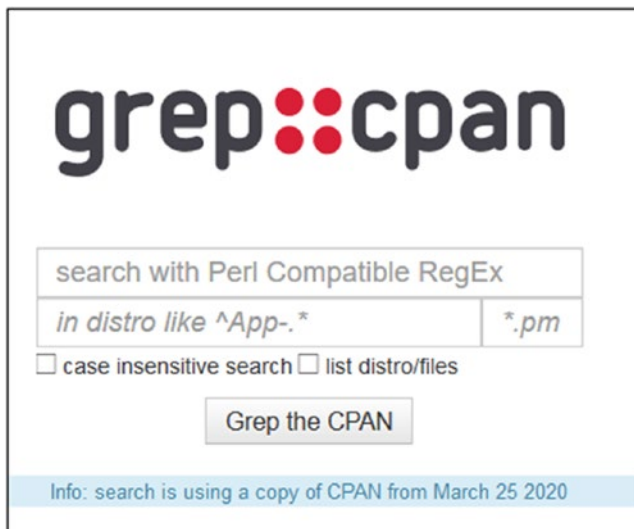 grep::cpan
search with Perl Compatible RegEx
in distro like ^App-.* *.pm
case insensitive search list distro/files
Grep the CPAN
Info: search is using a copy of CPAN from March 25 2020